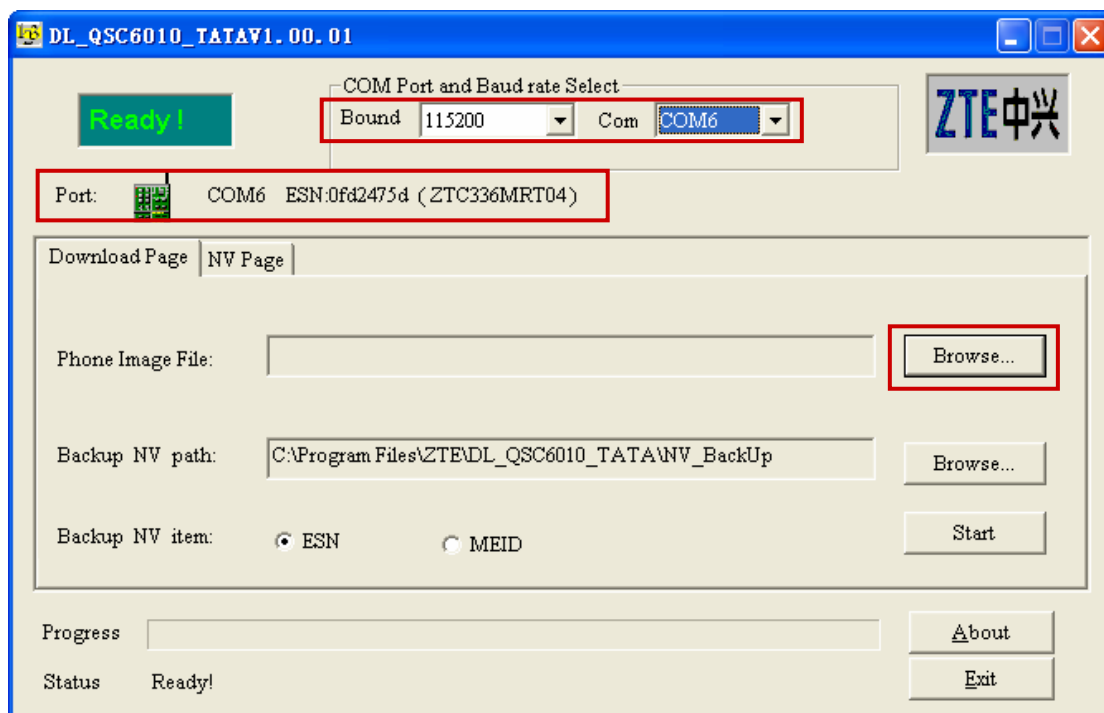 DL_QSC6010_TATAV1.00.01
Ready!
COM Port and Baud rate Select
Bound 115200 Com COM6
ZTE中兴
Port: COM6 ESN:0fd2475d (ZTC336MRT04)
Download Page NV Page
Phone Image File: Browse...
Backup NV path: C:\Program Files\ZTE\DL_QSC6010_TATA\NV_BackUp Browse...
Backup NV item: ESN MEID Start
Progress About
Status Ready! Exit